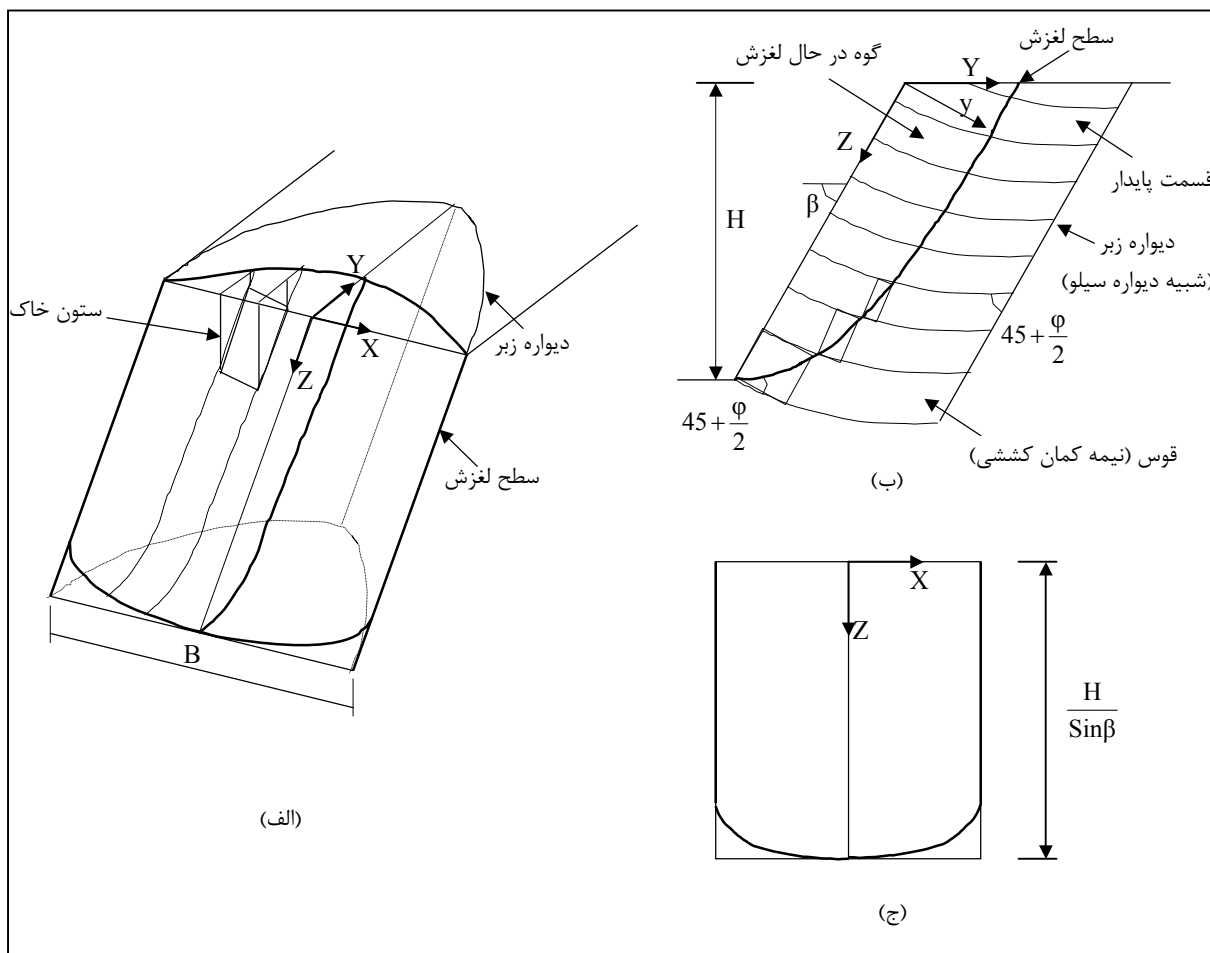 سطح لغزش
گوه در حال لغزش
Y
y
Z
قسمت پایدار
β
H
دیواره زبر
(شبیه دیواره سیلو)
45+φ/2
45+φ/2
قوس (نیمه کمان کششی)
(ب)
Y
ستون خاک
X
دیواره زبر
Z
سطح لغزش
B
(الف)
X
Z
H/Sinβ
(ج)